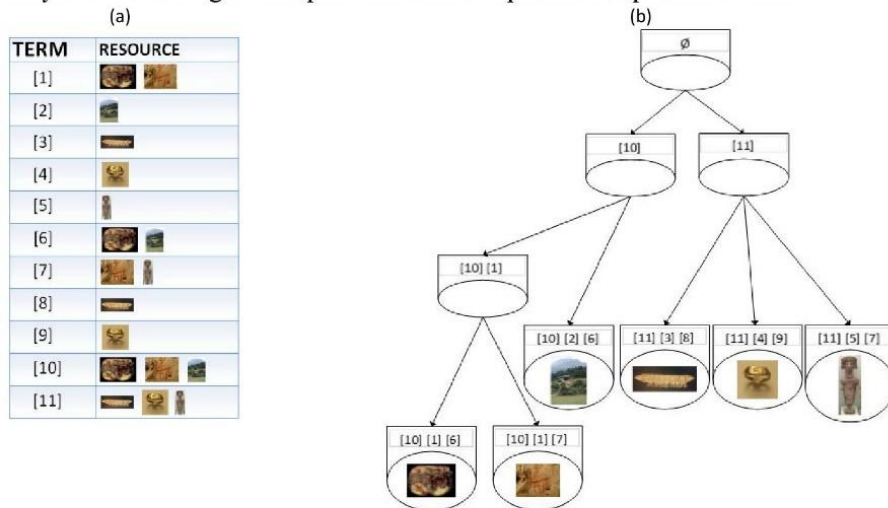 (a)
TERM RESOURCE
[1]
[2]
[3]
[4]
[5]
[6]
[7]
[8]
[9]
[10]
[11]
(b)
Ø
[10] [11]
[10] [1]
[10] [2] [6] [11] [3] [8] [11] [4] [9] [11] [5] [7]
[10] [1] [6] [10] [1] [7]